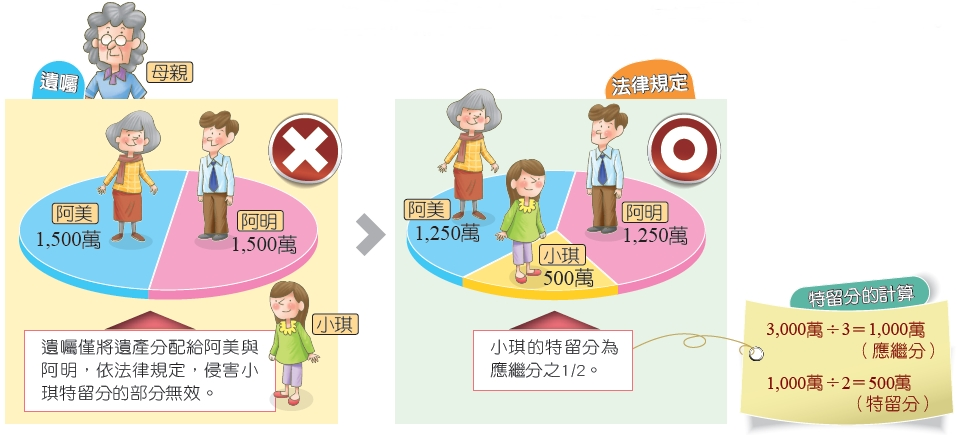 遺囑
母親
阿美
1,500萬
阿明
1,500萬
小琪
遺囑僅將遺產分配給阿美與
阿明，依法律規定，侵害小
琪特留分的部分無效。
法律規定
阿美
1,250萬
阿明
1,250萬
小琪
500萬
小琪的特留分為
應繼分之1/2。
特留分的計算
3,000萬÷3＝1,000萬
（應繼分）
1,000萬÷2＝500萬
（特留分）